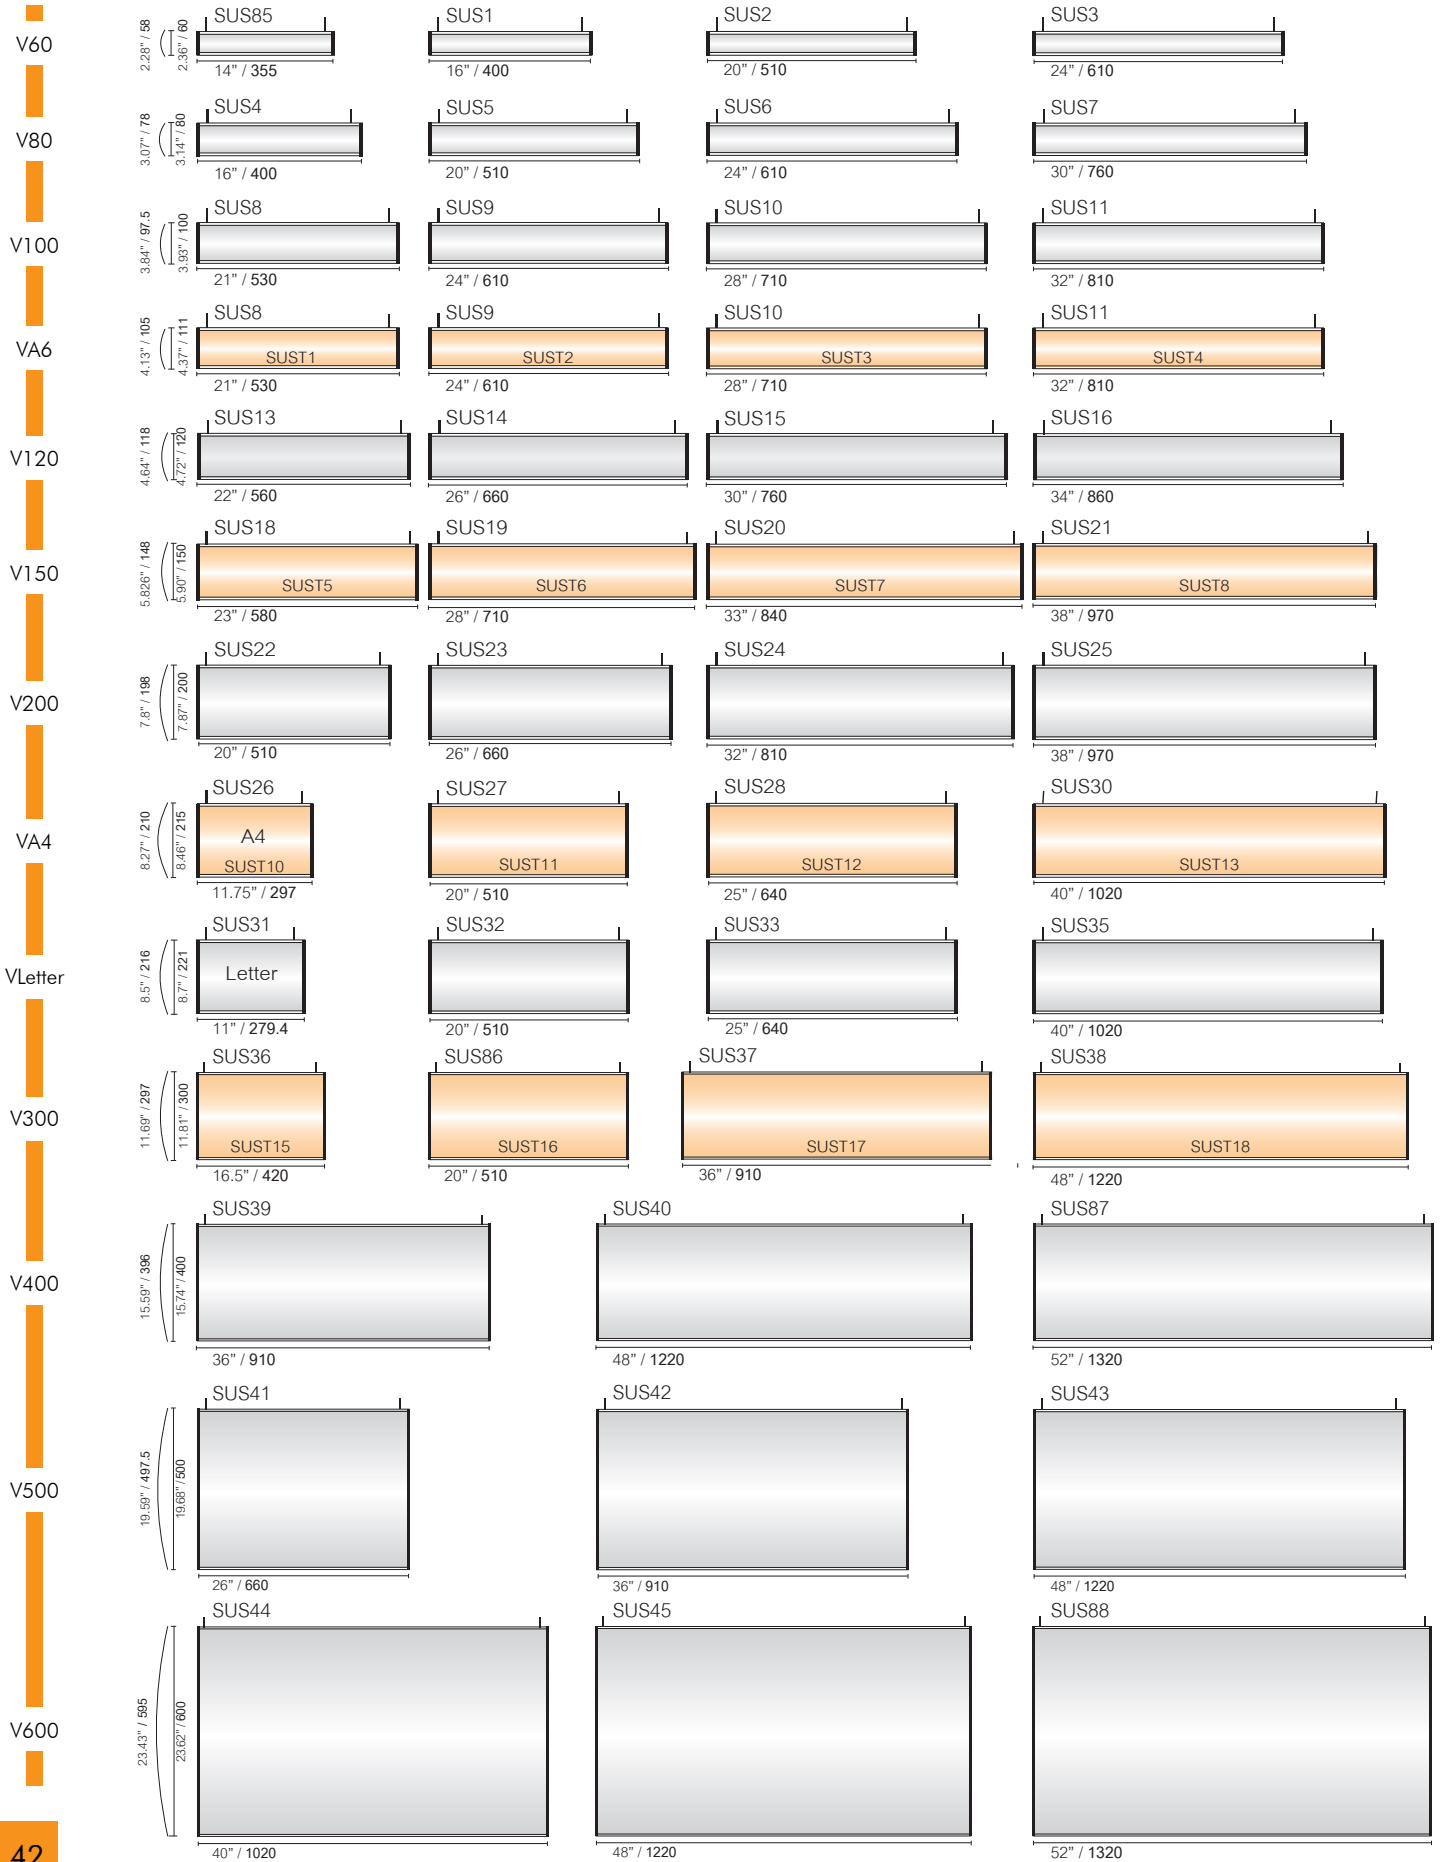 SUS85 SUS1 SUS2 SUS3
V60
2.28" / 58
2.36" / 60
14” / 355 16” / 400 20” / 510 24” / 610
SUS4 SUS5 SUS6 SUS7
V80
3.07" / 78
3.14" / 80
16” / 400 20” / 510 24” / 610 30” / 760
SUS8 SUS9 SUS10 SUS11
V100
3.84" / 97.5
3.93" / 100
21” / 530 24” / 610 28” / 710 32” / 810
SUS8 SUS9 SUS10 SUS11
VA6
4.13" / 105
4.37" / 111
SUST1 SUST2 SUST3 SUST4
21” / 530 24” / 610 28” / 710 32” / 810
SUS13 SUS14 SUS15 SUS16
V120
4.64" / 118
4.72" / 120
22” / 560 26” / 660 30” / 760 34” / 860
SUS18 SUS19 SUS20 SUS21
V150
5.826" / 148
5.90" / 150
SUST5 SUST6 SUST7 SUST8
23” / 580 28” / 710 33” / 840 38” / 970
SUS22 SUS23 SUS24 SUS25
V200
7.8" / 198
7.87" / 200
20” / 510 26” / 660 32” / 810 38” / 970
SUS26 SUS27 SUS28 SUS30
VA4
8.27" / 210
8.46" / 215
A4
SUST10 SUST11 SUST12 SUST13
11.75” / 297 20” / 510 25” / 640 40” / 1020
SUS31 SUS32 SUS33 SUS35
VLetter
8.5" / 216
8.7" / 221
Letter
11” / 279.4 20” / 510 25” / 640 40” / 1020
SUS36 SUS86 SUS37 SUS38
V300
11.69" / 297
11.81" / 300
SUST15 SUST16 SUST17 SUST18
16.5” / 420 20” / 510 36” / 910 48” / 1220
SUS39 SUS40 SUS87
V400
15.59" / 396
15.74" / 400
36” / 910 48” / 1220 52” / 1320
SUS41 SUS42 SUS43
V500
19.59" / 497.5
19.68" / 500
26” / 660 36” / 910 48” / 1220
SUS44 SUS45 SUS88
V600
23.43" / 595
23.62" / 600
40” / 1020 48” / 1220 52” / 1320
42